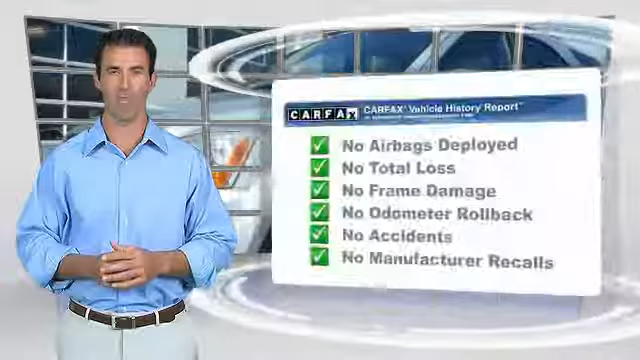 CARFAX CARFAX Vehicle History Report™
No Airbags Deployed
No Total Loss
No Frame Damage
No Odometer Rollback
No Accidents
No Manufacturer Recalls